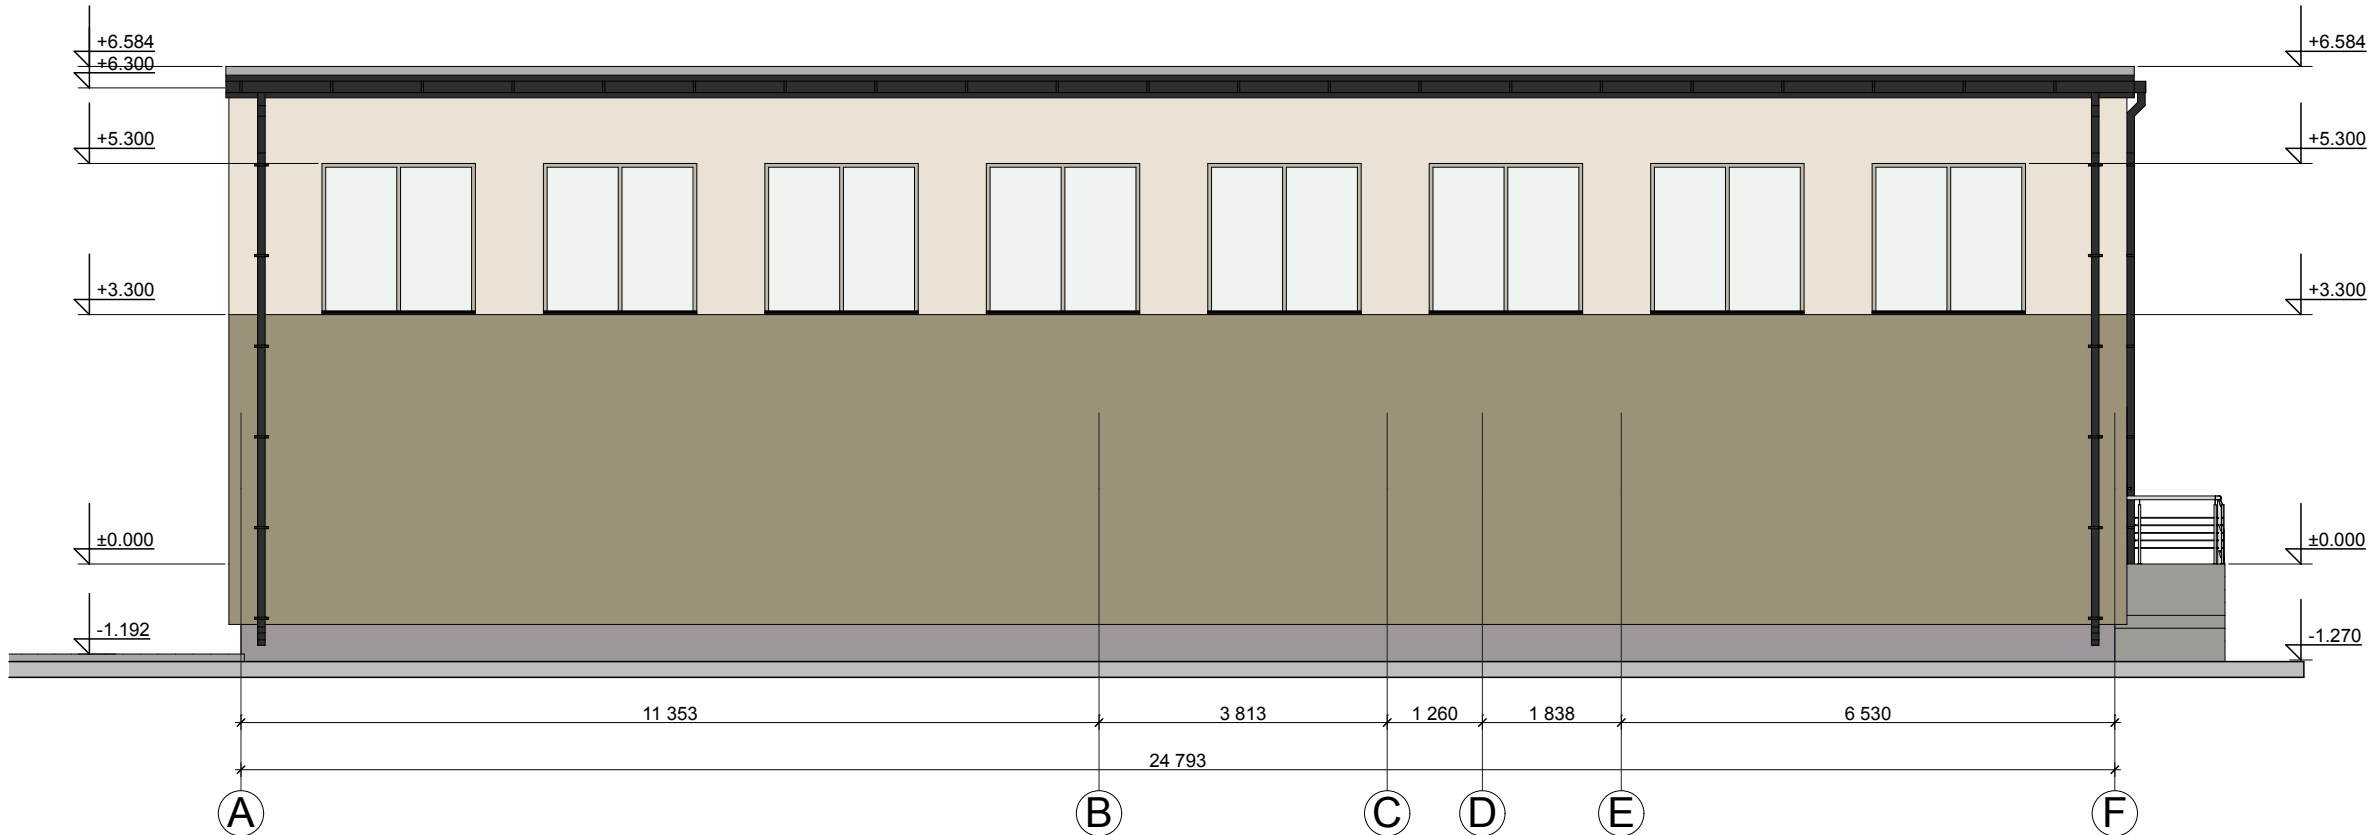 +6.584
+6.584
+6.300
+5.300
+5.300
+3.300
+3.300
±0.000
±0.000
-1.192
-1.270
11 353
3 813
1 260
1 838
6 530
24 793
A
B
C
D
E
F